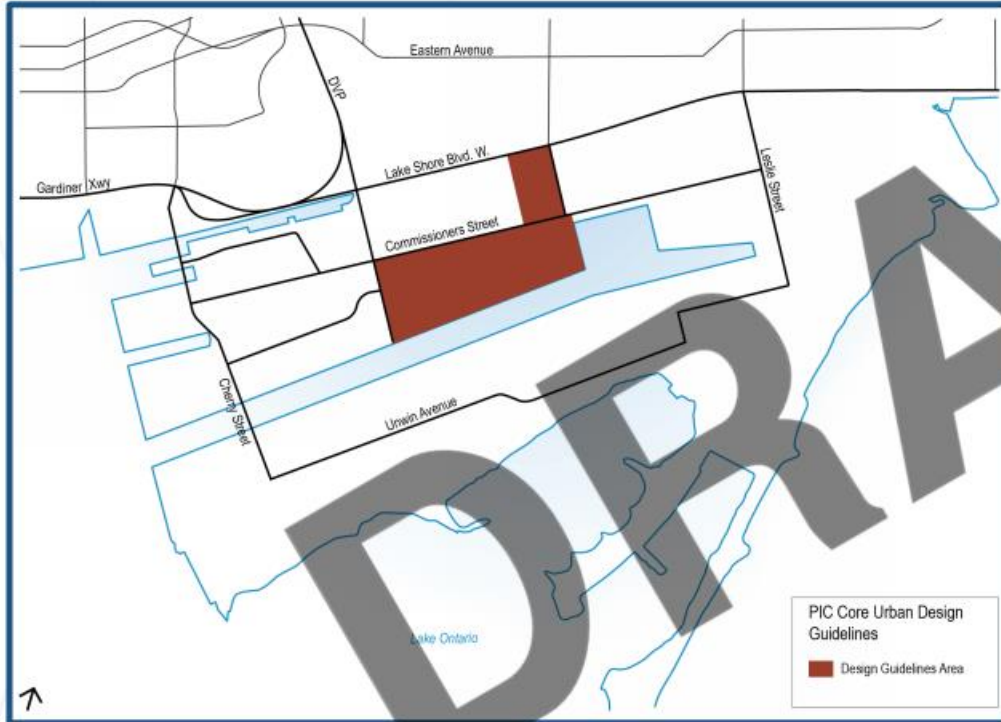 Eastern Avenue
DVP
Lake Shore Blvd. W.
Leslie Street
Gardiner Xwy
Commissioners Street
Cherry Street
Unwin Avenue
Lake Ontario
DRA
PIC Core Urban Design
Guidelines
Design Guidelines Area